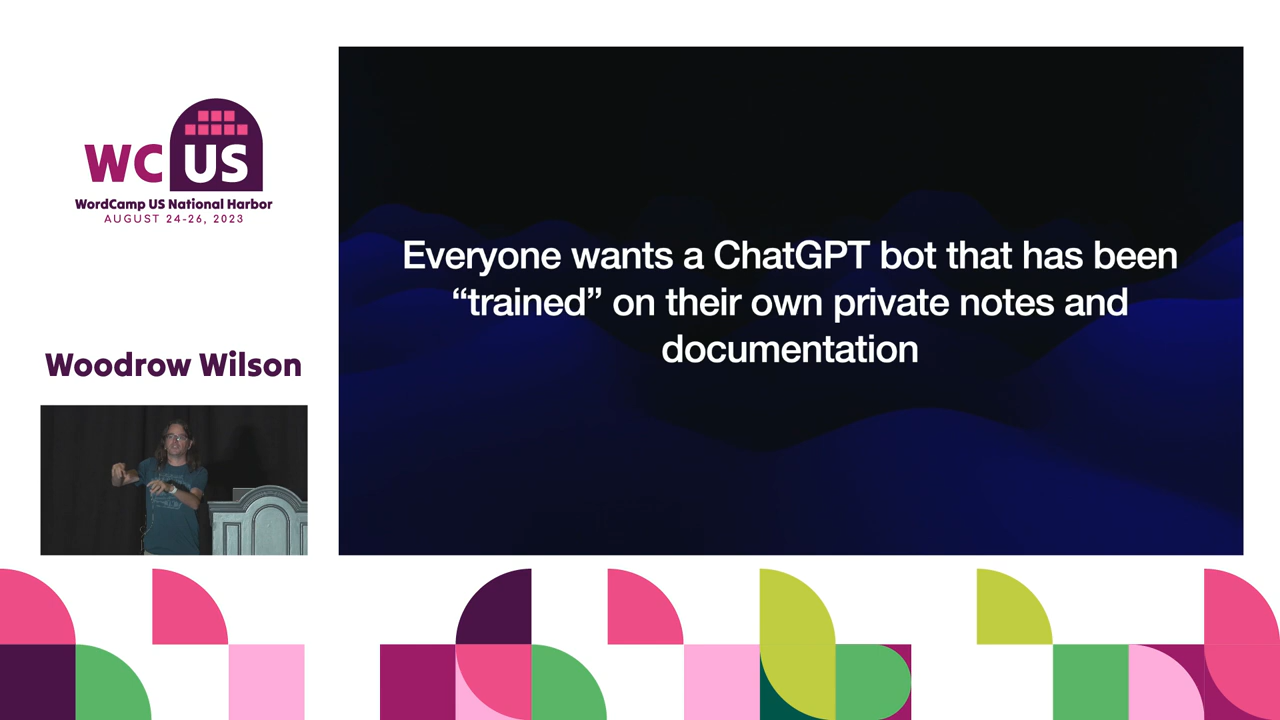 WC US
WordCamp US National Harbor
AUGUST 24-26, 2023
Woodrow Wilson
Everyone wants a ChatGPT bot that has been
“trained” on their own private notes and
documentation